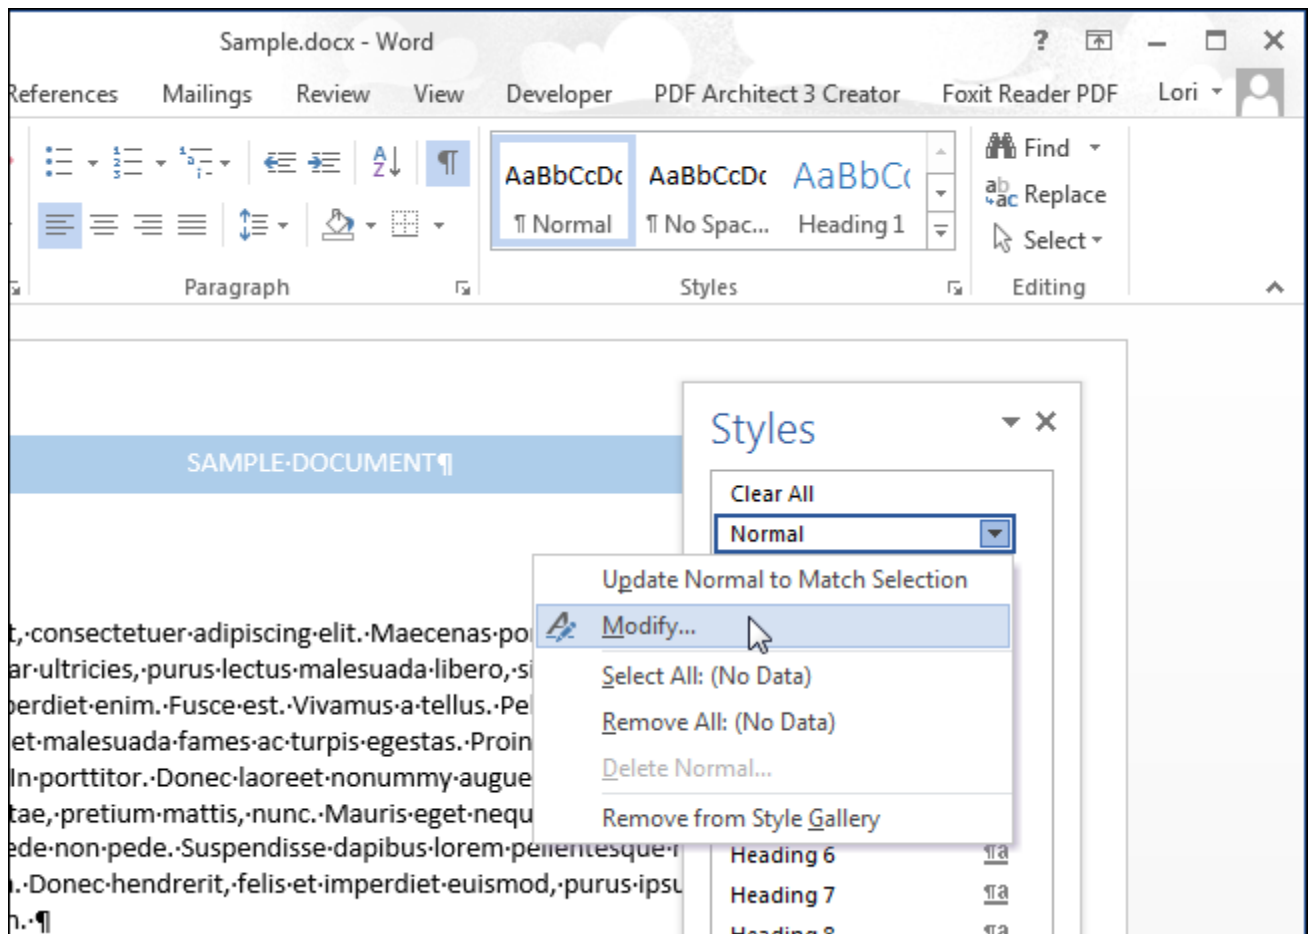 Sample.docx - Word
?
References Mailings Review View Developer PDF Architect 3 Creator Foxit Reader PDF Lori
AaBbCcDc AaBbCcDc AaBbC
¶ Normal ¶ No Spac... Heading 1
Find
Replace
Select
Paragraph Styles Editing
Styles
SAMPLE·DOCUMENT¶
Clear All
Normal
Update Normal to Match Selection
Modify...
Select All: (No Data)
Remove All: (No Data)
Delete Normal...
Remove from Style Gallery
Heading 6 ¶a
Heading 7 ¶a
Heading 8 ¶a
t,·consectetuer·adipiscing·elit.·Maecenas·po
ar·ultricies,·purus·lectus·malesuada·libero,·si
perdiet·enim.·Fusce·est.·Vivamus·a·tellus.·Pel
et·malesuada·fames·ac·turpis·egestas.·Proin
In·porttitor.·Donec·laoreet·nonummy·augue
tae,·pretium·mattis,·nunc.·Mauris·eget·nequ
ede·non·pede.·Suspendisse·dapibus·lorem·pellentesque·
.·Donec·hendrerit,·felis·et·imperdiet·euismod,·purus·ipsu
n.·¶